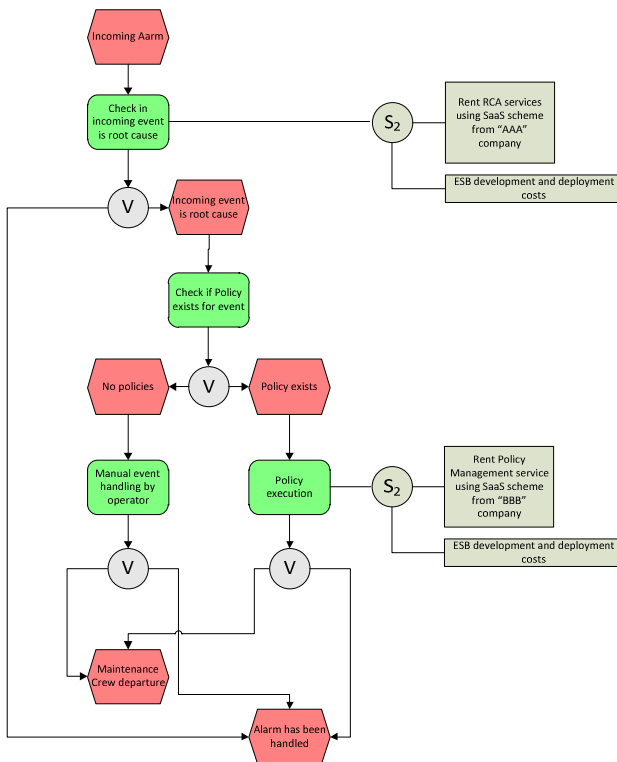 Incoming Aarm
Check in
incoming event
is root cause
S2
Rent RCA services
using SaaS scheme
from “AAA”
company
ESB development and deployment
costs
V
Incoming event
is root cause
Check if Policy
exists for event
No policies
V
Policy exists
Manual event
handling by
operator
Policy
execution
S2
Rent Policy
Management service
using SaaS scheme
from “BBB”
company
ESB development and deployment
costs
V
V
Maintenance
Crew departure
Alarm has been
handled